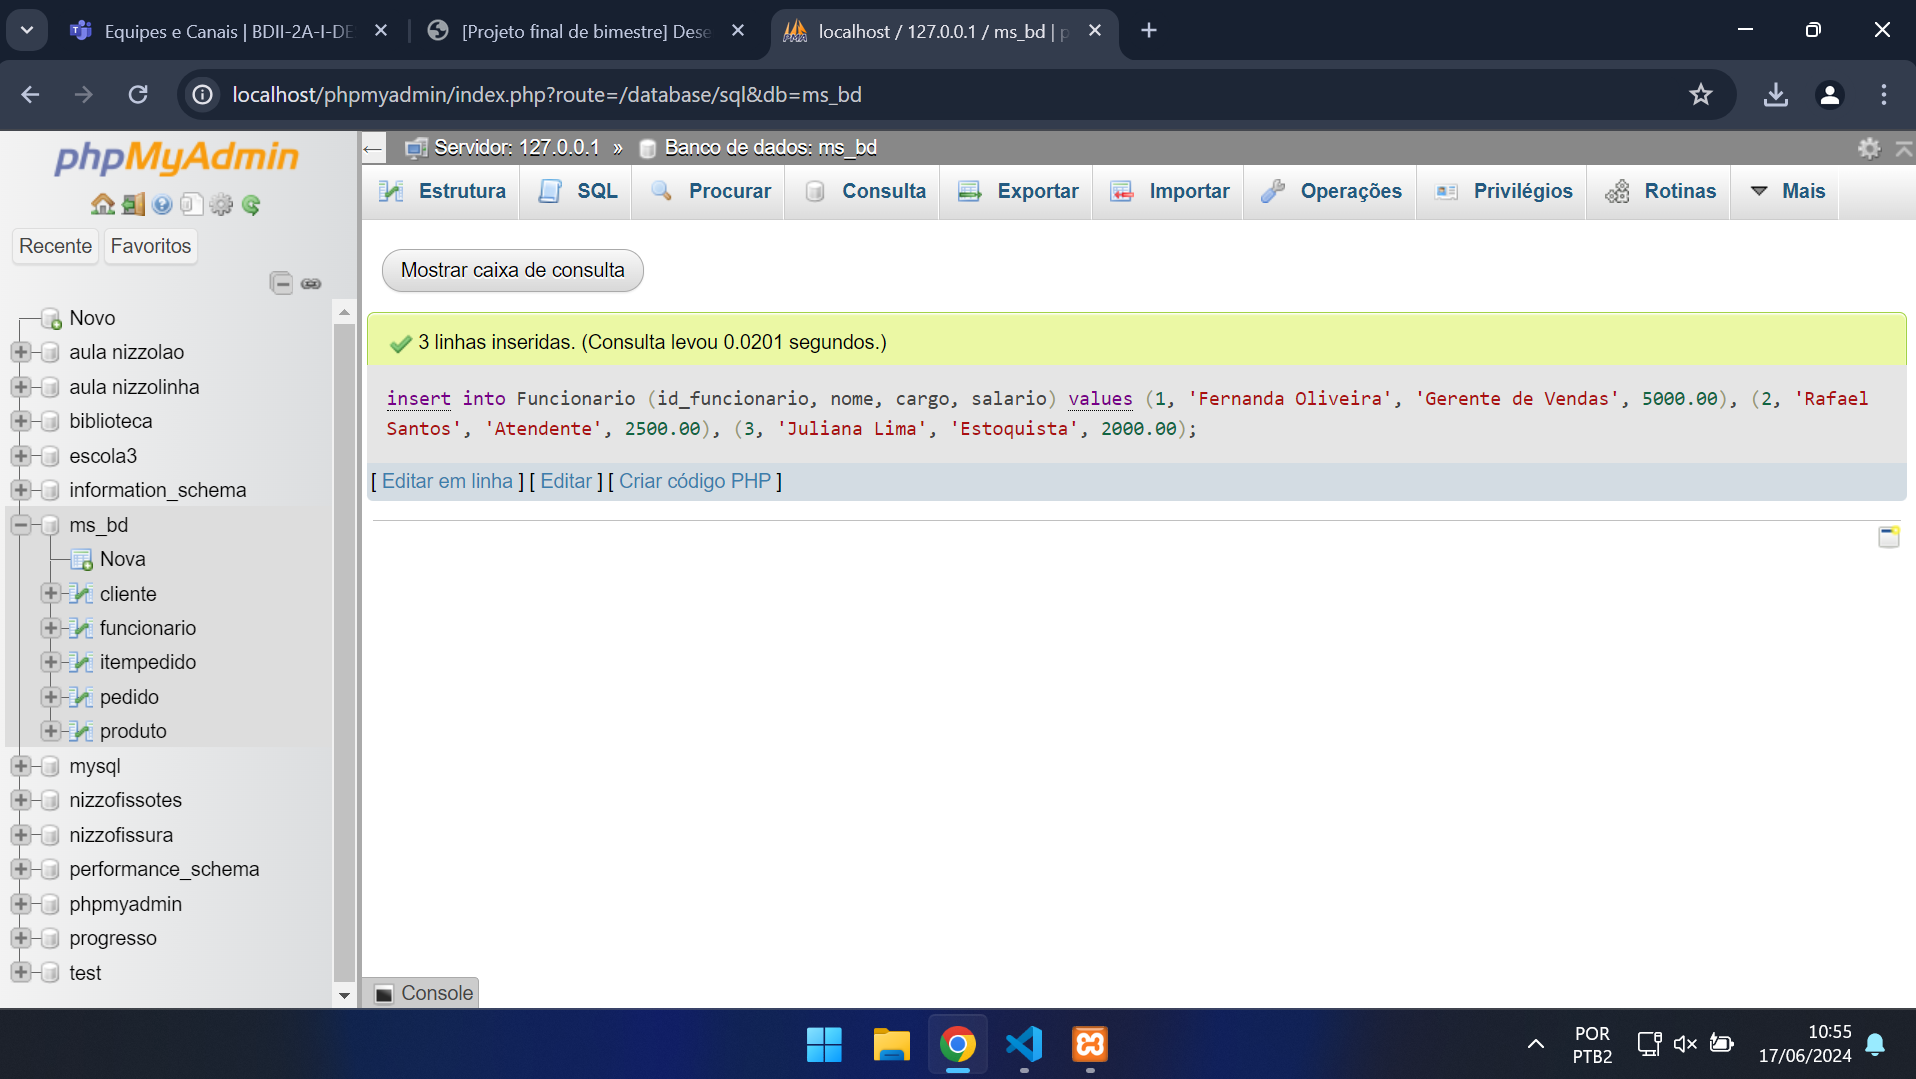 Equipes e Canais | BDII-2A-I-DE
[Projeto final de bimestre] Dese
localhost / 127.0.0.1 / ms_bd | p
localhost/phpmyadmin/index.php?route=/database/sql&db=ms_bd
phpMyAdmin
Recente
Favoritos
Novo
aula nizzolao
aula nizzolinha
biblioteca
escola3
information_schema
ms_bd
Nova
cliente
funcionario
itempedido
pedido
produto
mysql
nizzofissotes
nizzofissura
performance_schema
phpmyadmin
progresso
test
Servidor: 127.0.0.1 » Banco de dados: ms_bd
Estrutura
SQL
Procurar
Consulta
Exportar
Importar
Operações
Privilégios
Rotinas
Mais
Mostrar caixa de consulta
3 linhas inseridas. (Consulta levou 0.0201 segundos.)
insert into Funcionario (id_funcionario, nome, cargo, salario) values (1, 'Fernanda Oliveira', 'Gerente de Vendas', 5000.00), (2, 'Rafael
Santos', 'Atendente', 2500.00), (3, 'Juliana Lima', 'Estoquista', 2000.00);
[ Editar em linha ] [ Editar ] [ Criar código PHP ]
Console
POR
PTB2
10:55
17/06/2024